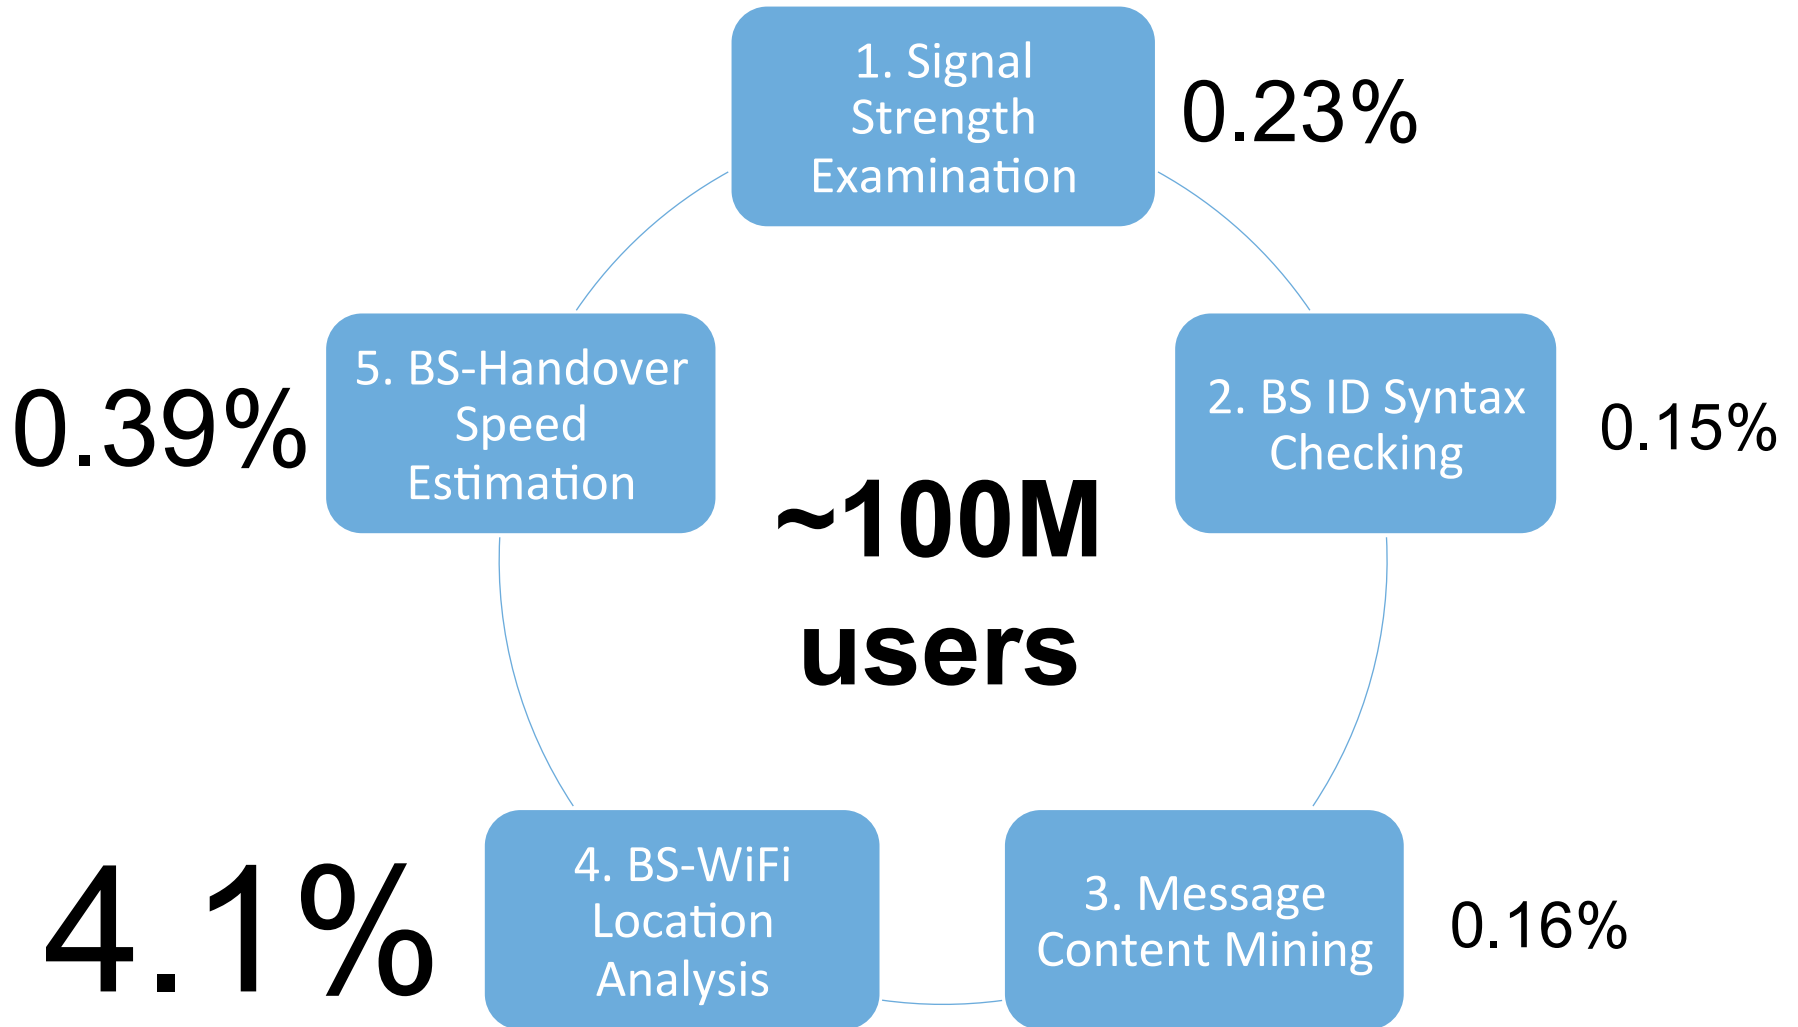 1. Signal
Strength
Examination
0.23%
2. BS ID Syntax
Checking
0.15%
3. Message
Content Mining
0.16%
4. BS-WiFi
Location
Analysis
4.1%
5. BS-Handover
Speed
Estimation
0.39%
~100M
users